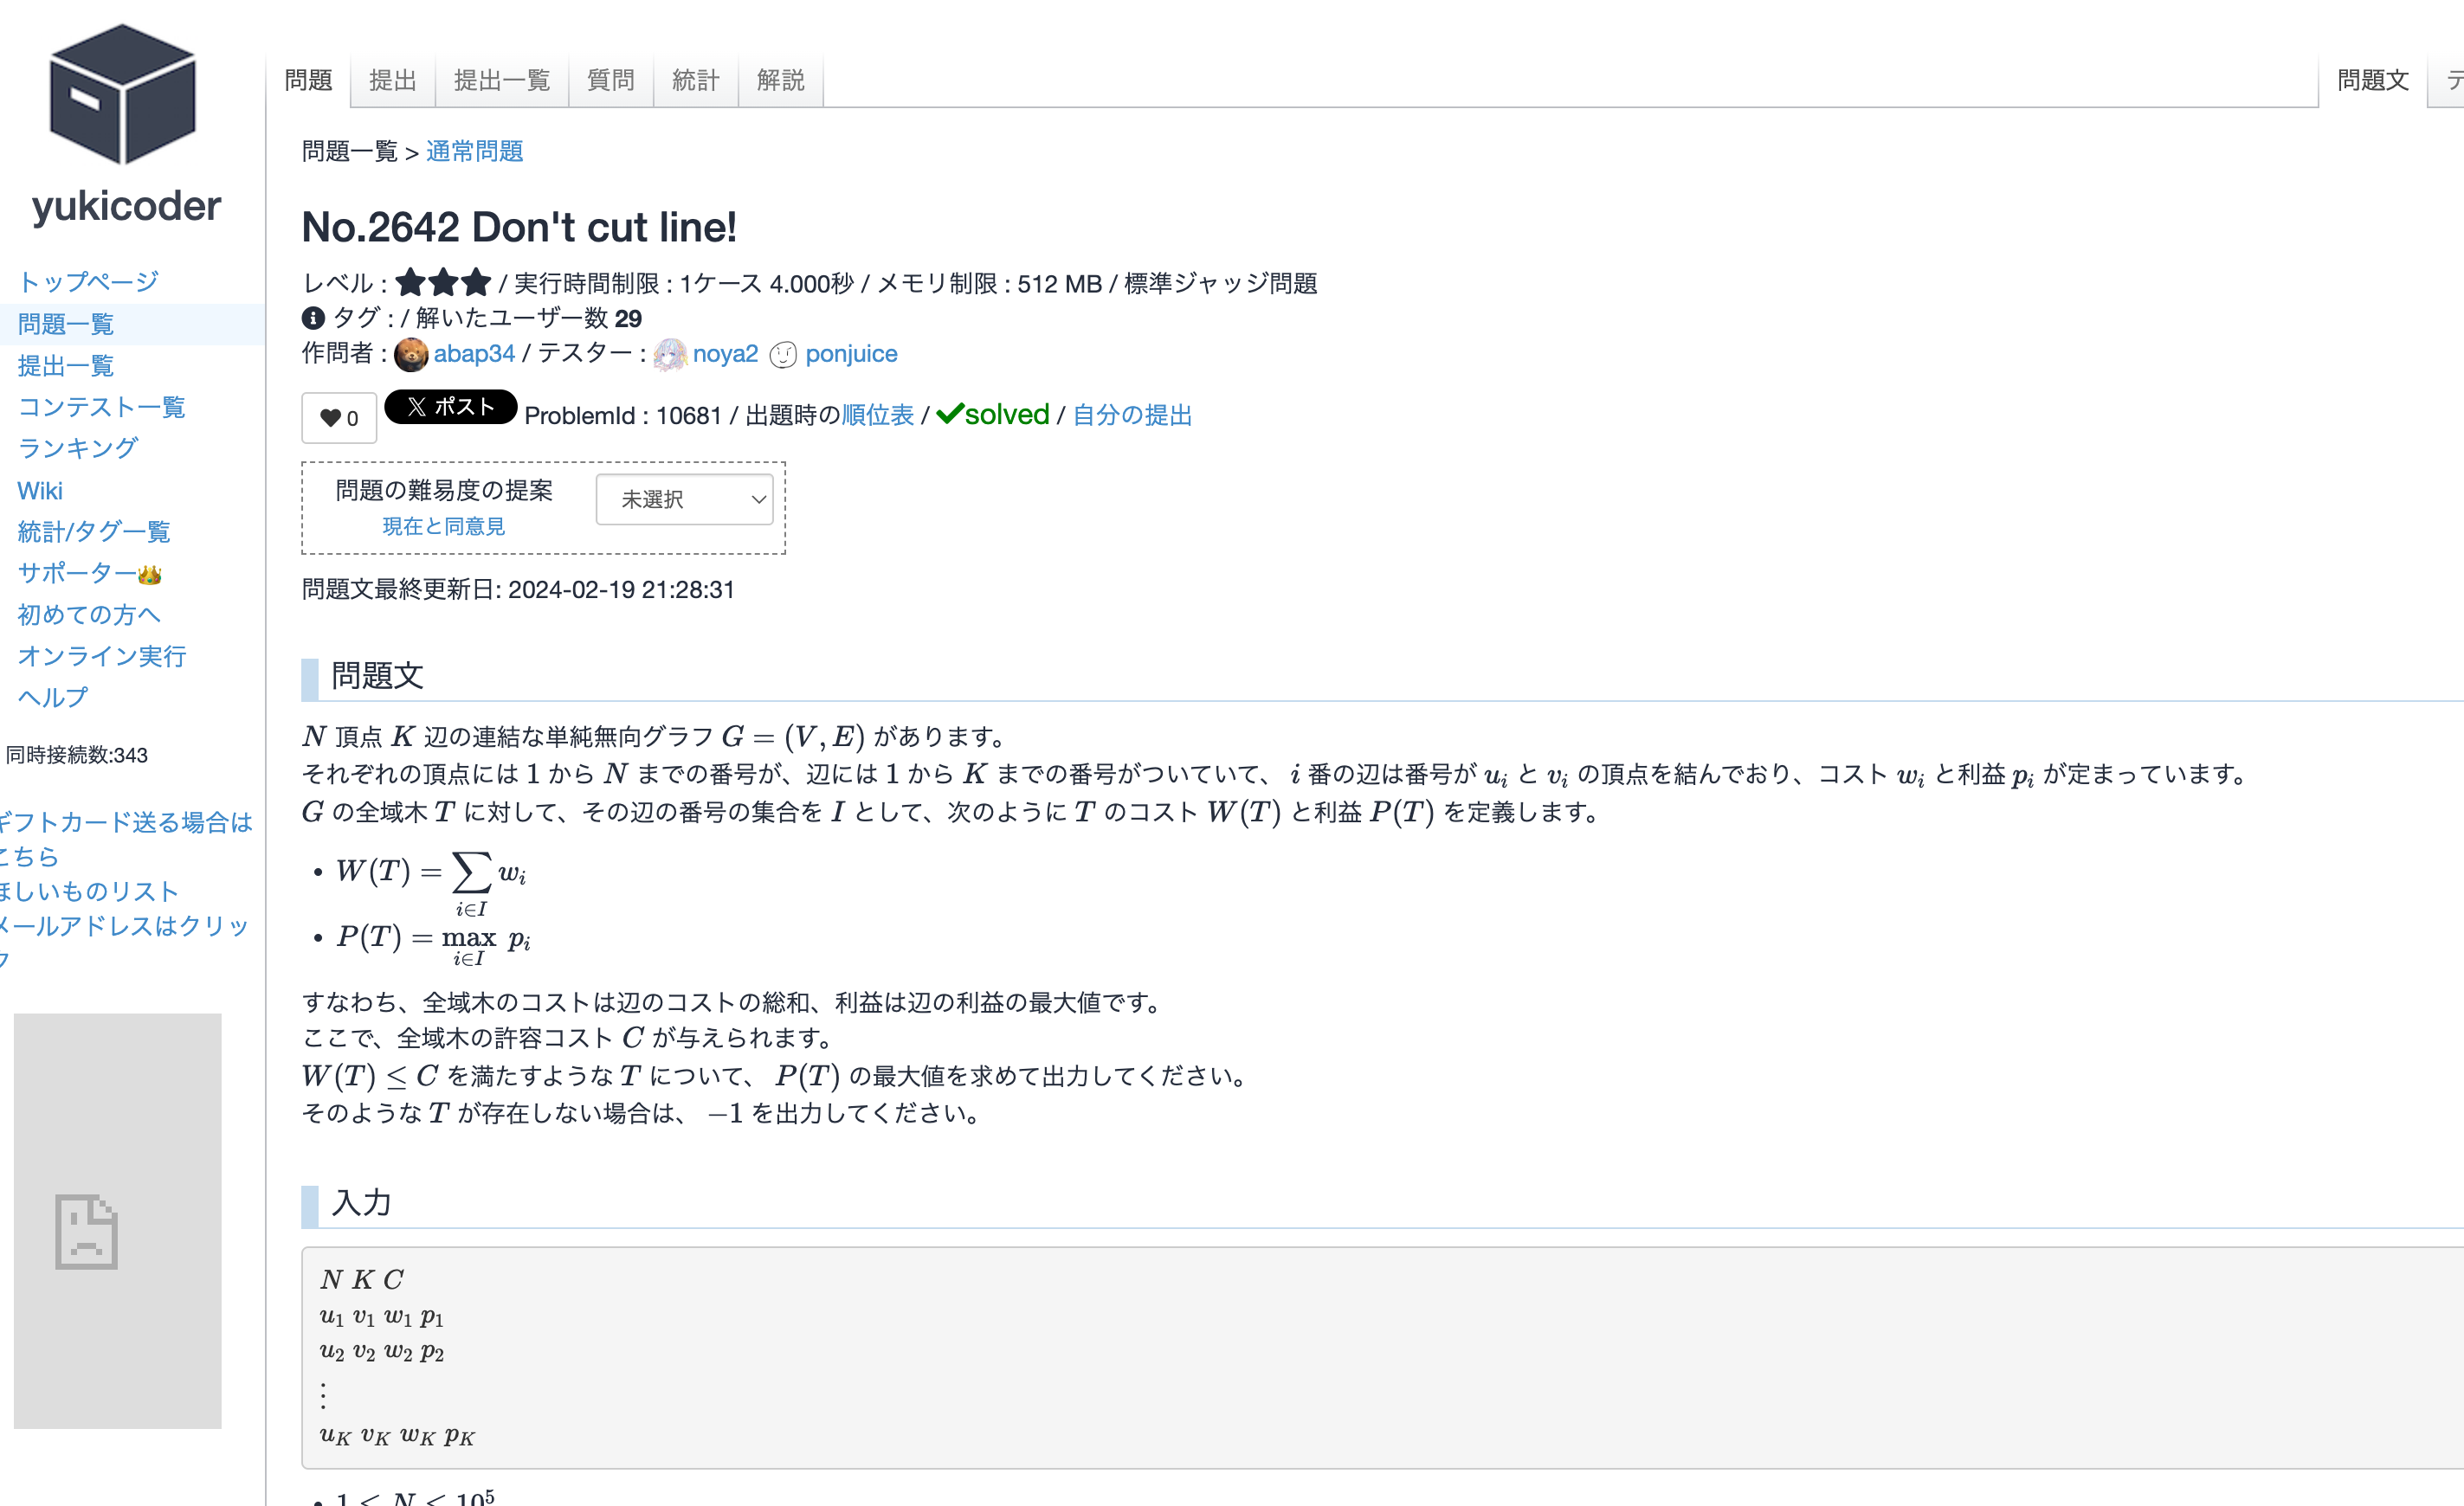 yukicoder
トップページ
問題一覧
提出一覧
コンテスト一覧
ランキング
Wiki
統計/タグ一覧
サポーター👑
初めての方へ
オンライン実行
ヘルプ
同時接続数:343
ギフトカード送る場合は
こちら
ほしいものリスト
メールアドレスはクリッ
ク
問題 提出 提出一覧 質問 統計 解説 問題文 テ
問題一覧 > 通常問題
No.2642 Don't cut line!
レベル : ★★★ / 実行時間制限 : 1ケース 4.000秒 / メモリ制限 : 512 MB / 標準ジャッジ問題
タグ : / 解いたユーザー数 29
作問者 : abap34 / テスター : noya2 ponjuice
♥ 0 X ポスト ProblemId : 10681 / 出題時の順位表 / ✔solved / 自分の提出
問題の難易度の提案 未選択
現在と同意見
問題文最終更新日: 2024-02-19 21:28:31
問題文
N 頂点 K 辺の連結な単純無向グラフ G = (V, E) があります。
それぞれの頂点には 1 から N までの番号が、辺には 1 から K までの番号がついていて、 i 番の辺は番号が u_i と v_i の頂点を結んでおり、コスト w_i と利益 p_i が定まっています。
G の全域木 T に対して、その辺の番号の集合を I として、次のように T のコスト W(T) と利益 P(T) を定義します。
• W(T) = ∑_{i∈I} w_i
• P(T) = max_{i∈I} p_i
すなわち、全域木のコストは辺のコストの総和、利益は辺の利益の最大値です。
ここで、全域木の許容コスト C が与えられます。
W(T) ≤ C を満たすような T について、 P(T) の最大値を求めて出力してください。
そのような T が存在しない場合は、 −1 を出力してください。
入力
N K C
u_1 v_1 w_1 p_1
u_2 v_2 w_2 p_2
⋮
u_K v_K w_K p_K
• 1 ≤ N ≤ 10^5